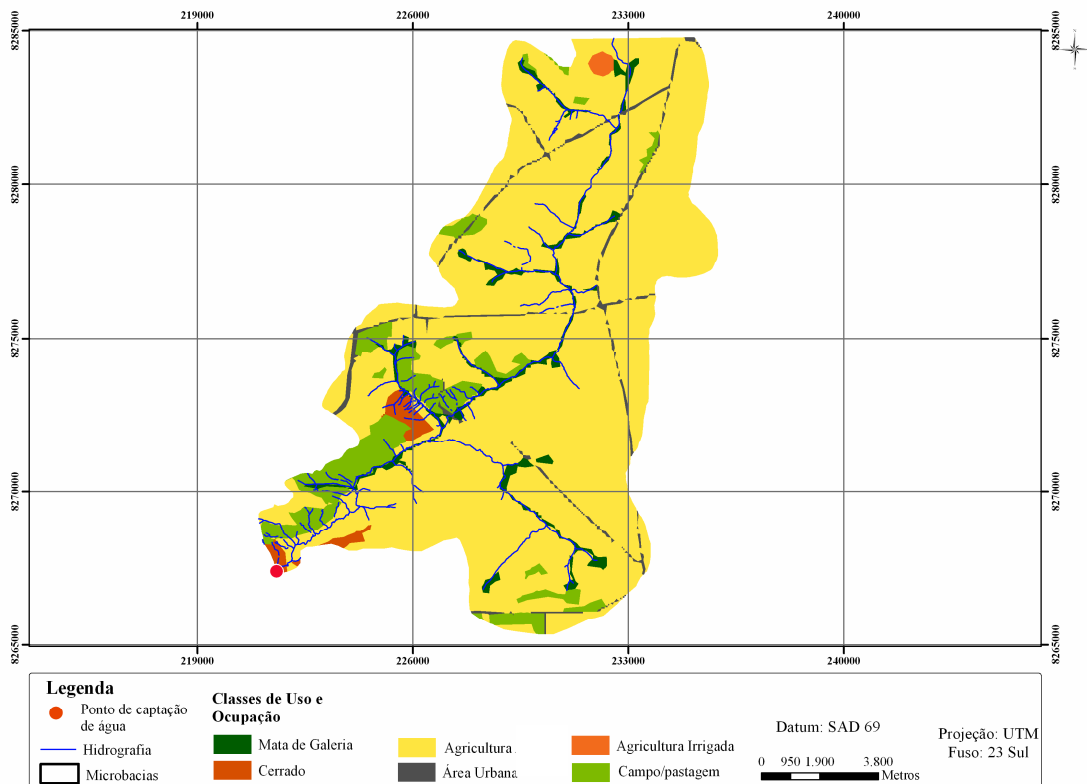 219000 226000 233000 240000
8285000 8285000
8280000 8280000
8275000 8275000
8270000 8270000
8265000 8265000
219000 226000 233000 240000
Legenda
Ponto de captação
de água
Hidrografia
Microbacias
Classes de Uso e
Ocupação
Mata de Galeria
Cerrado
Agricultura
Área Urbana
Agricultura Irrigada
Campo/pastagem
Datum: SAD 69
0 950 1.900 3.800
Metros
Projeção: UTM
Fuso: 23 Sul